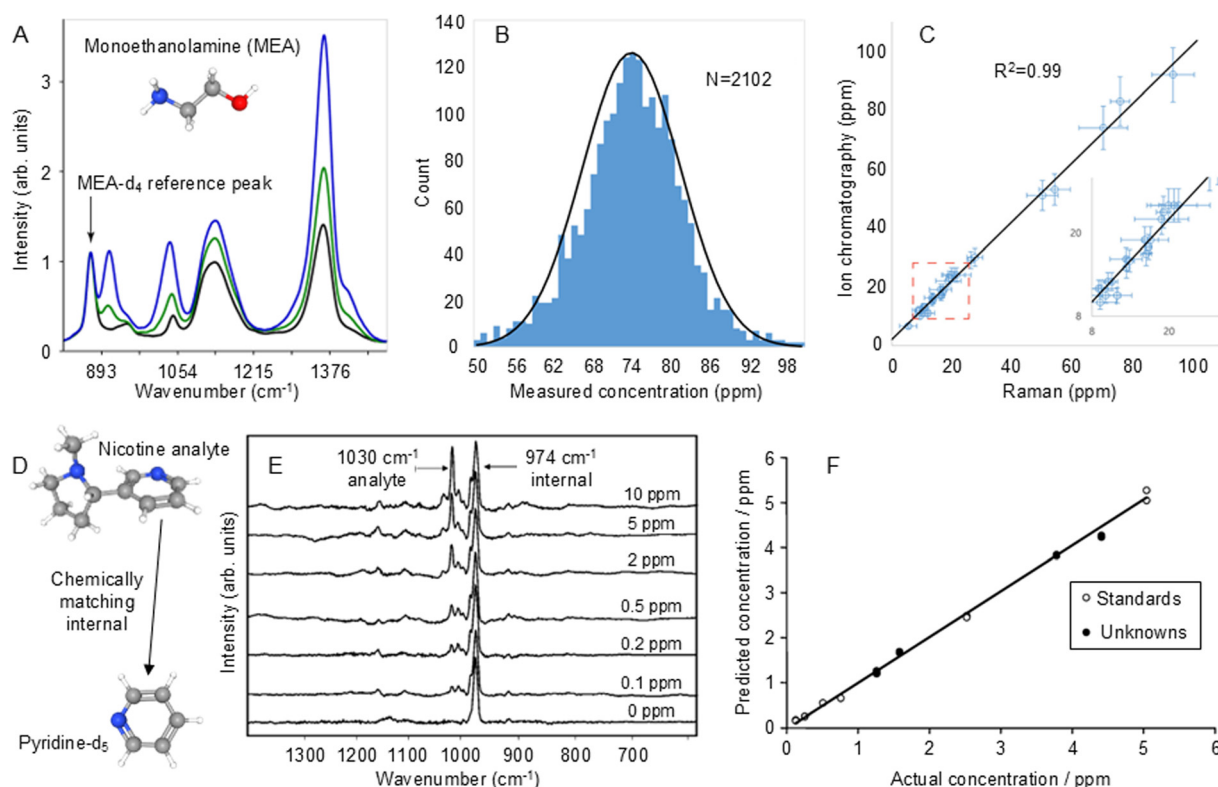 A
Monoethanolamine (MEA)
MEA-d4 reference peak
Intensity (arb. units)
3
2
1
0
893
1054
1215
1376
Wavenumber (cm-1)
B
N=2102
Count
140
120
100
80
60
40
20
0
50
56
62
68
74
80
86
92
98
Measured concentration (ppm)
C
R2=0.99
Ion chromatography (ppm)
100
80
60
40
20
0
0
20
40
60
80
100
Raman (ppm)
20
8
8
20
D
Nicotine analyte
Chemically
matching
internal
Pyridine-d5
E
1030 cm-1
analyte
974 cm-1
internal
10 ppm
5 ppm
2 ppm
0.5 ppm
0.2 ppm
0.1 ppm
0 ppm
Intensity (arb. units)
1300
1200
1100
1000
900
800
700
Wavenumber (cm-1)
F
Predicted concentration / ppm
6
5
4
3
2
1
0
Standards
Unknowns
0
1
2
3
4
5
6
Actual concentration / ppm